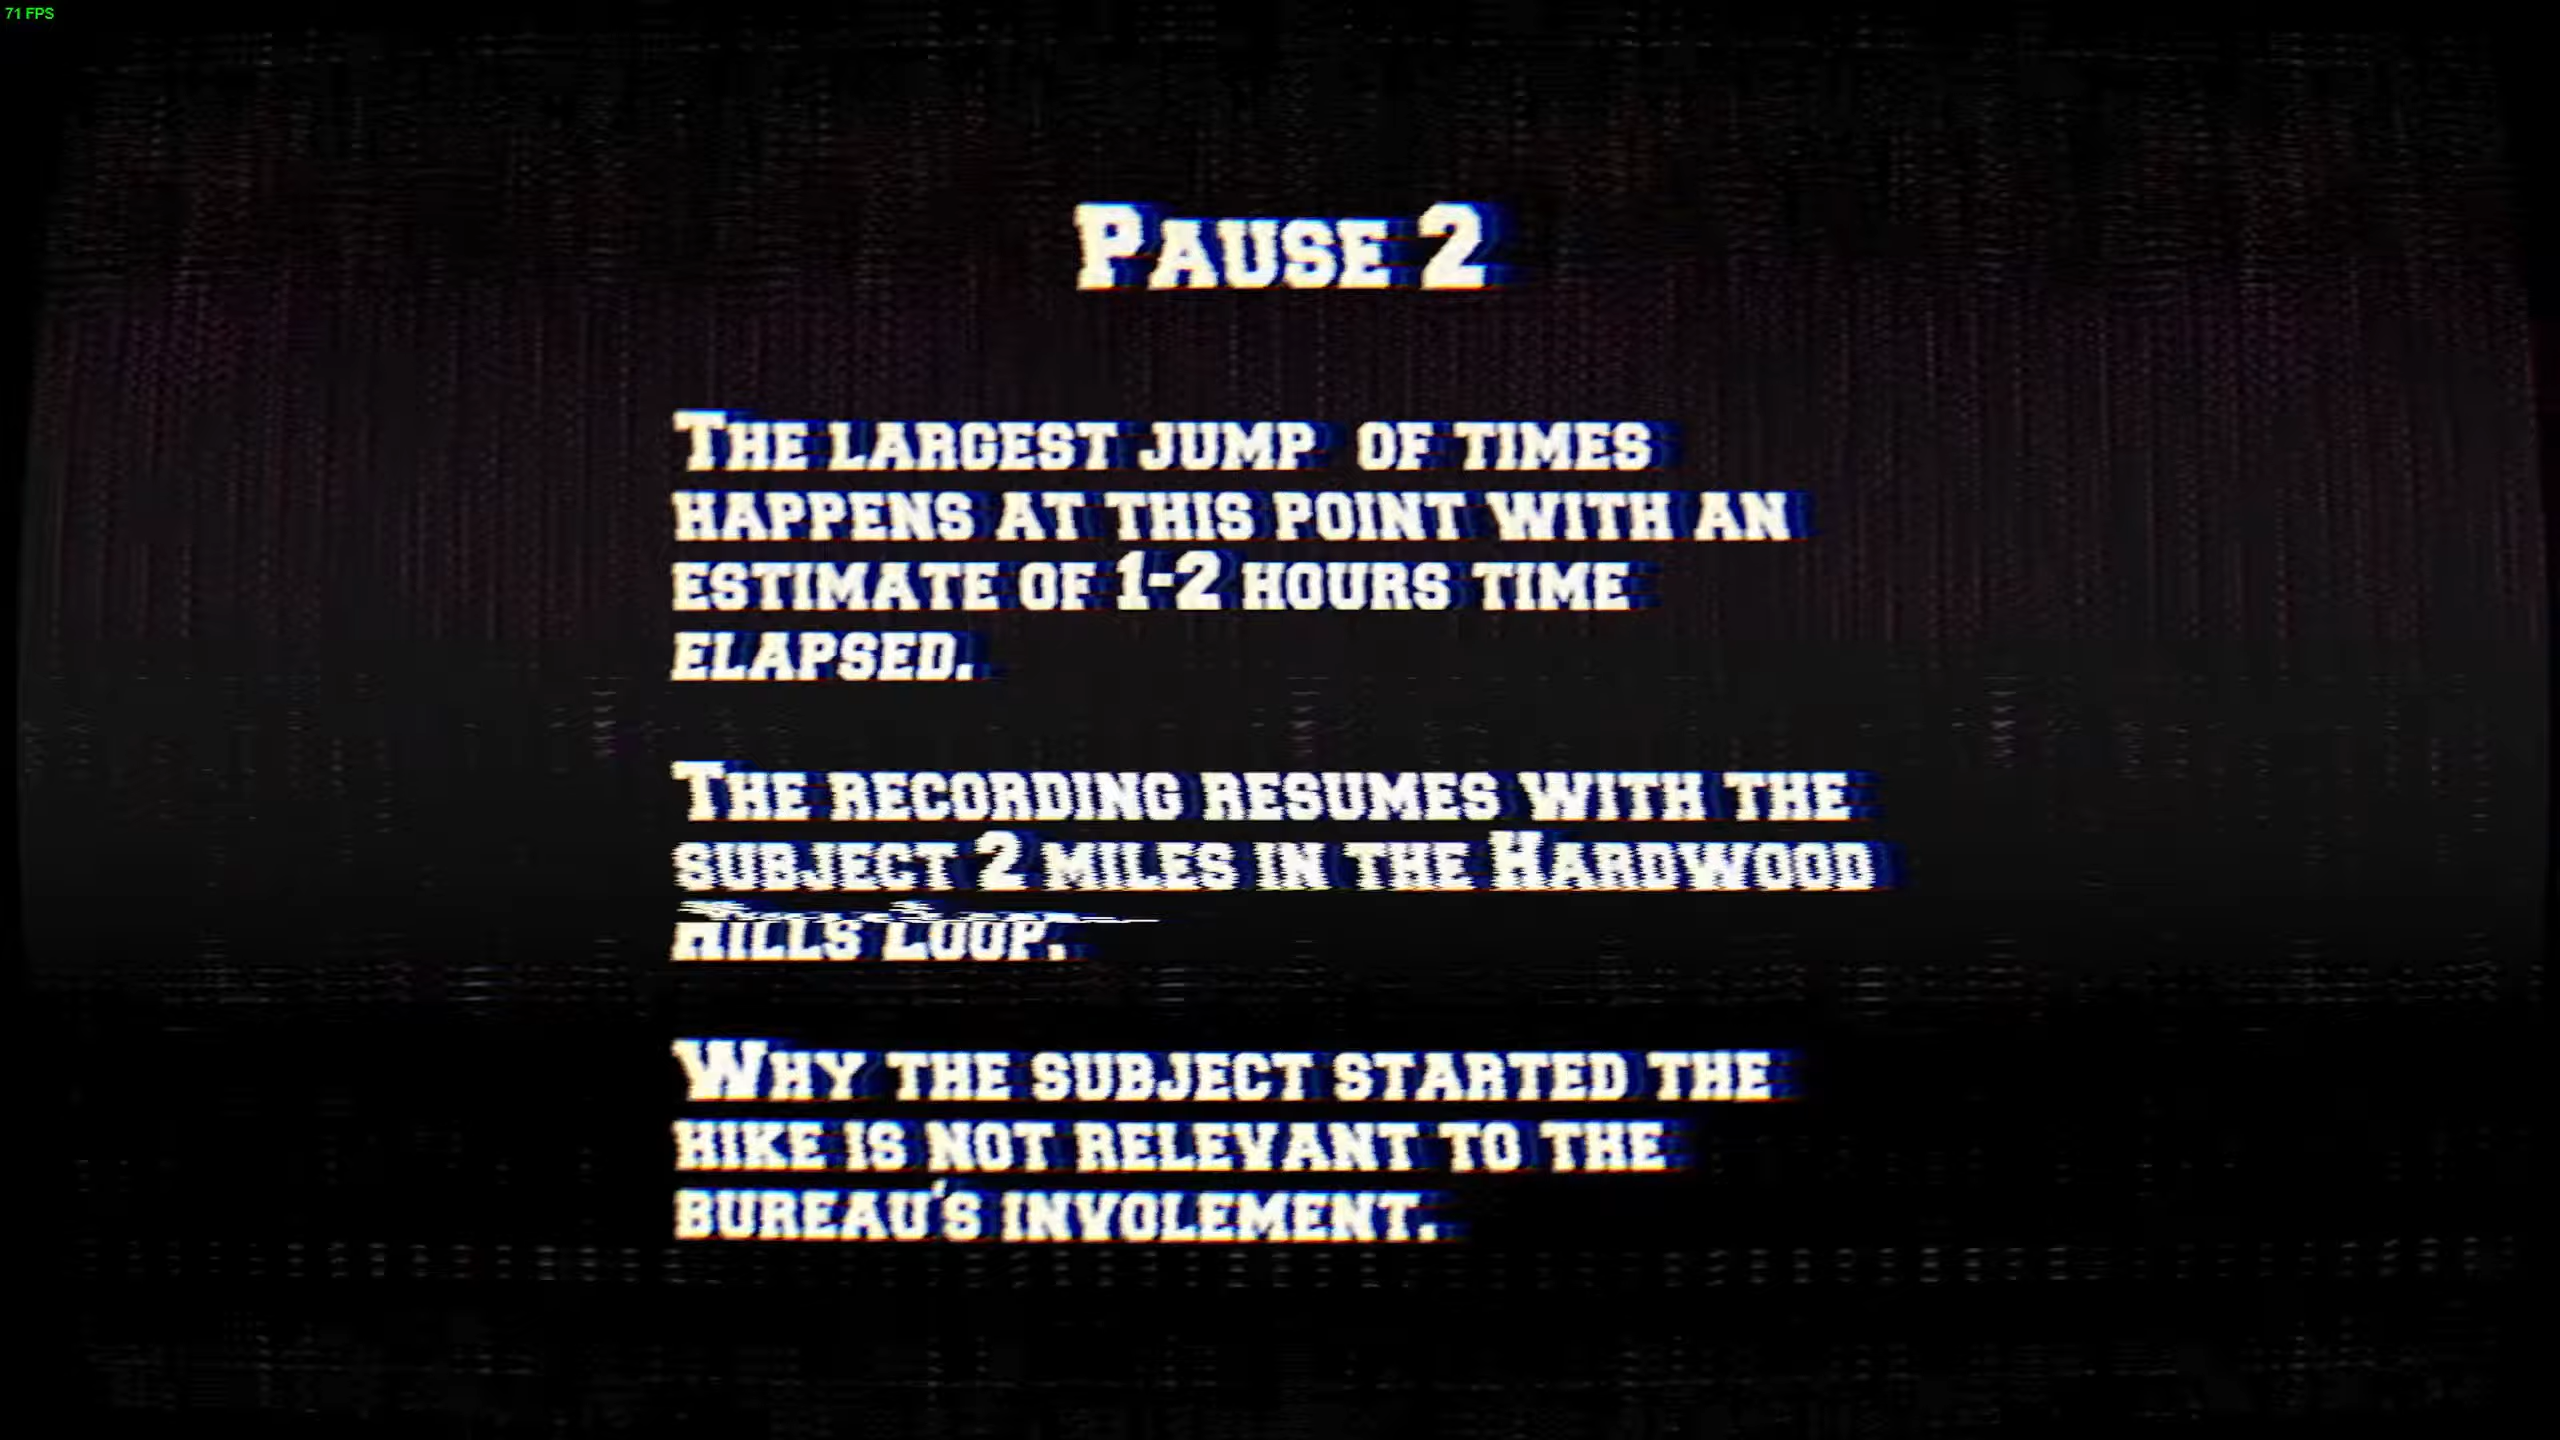 71 FPS
Pause 2
The largest jump of times
happens at this point with an
estimate of 1-2 hours time
elapsed.
The recording resumes with the
subject 2 miles in the Hardwood
Hills Loop.
Why the subject started the
hike is not relevant to the
bureau's involement.